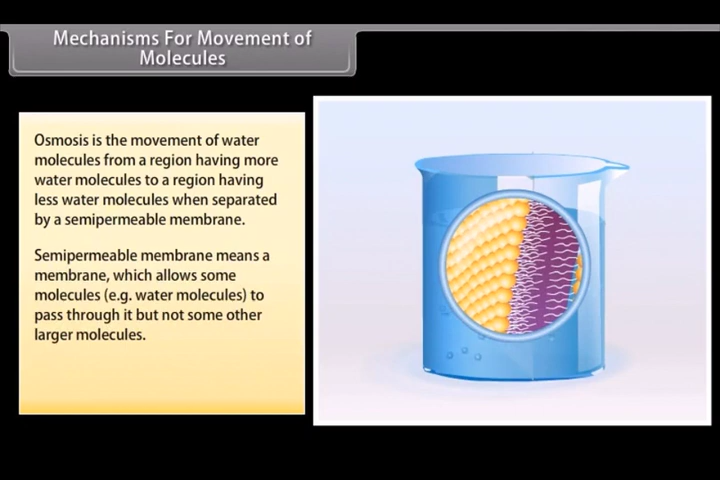 Mechanisms For Movement of
Molecules
Osmosis is the movement of water
molecules from a region having more
water molecules to a region having
less water molecules when separated
by a semipermeable membrane.
Semipermeable membrane means a
membrane, which allows some
molecules (e.g. water molecules) to
pass through it but not some other
larger molecules.